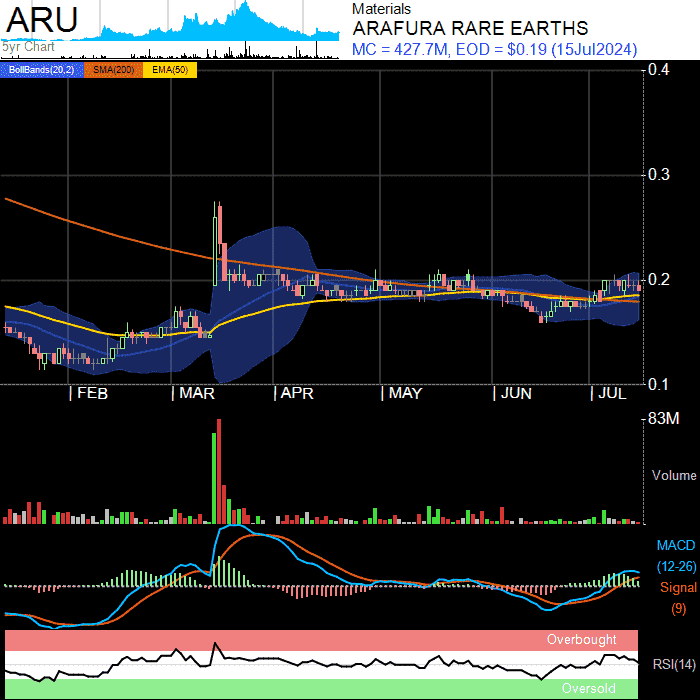 ARU
5yr Chart
Materials
ARAFURA RARE EARTHS
MC = 427.7M, EOD = $0.19 (15Jul2024)
BollBands(20,2) SMA(200) EMA(50)
0.4
0.3
0.2
0.1
FEB MAR APR MAY JUN JUL
83M
Volume
MACD
(12-26)
Signal
(9)
Overbought
RSI(14)
Oversold